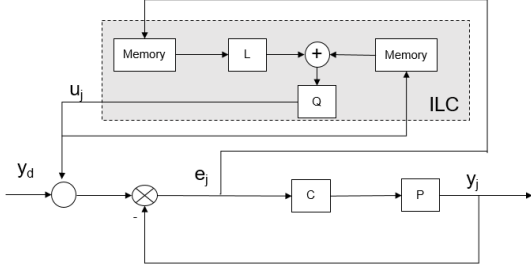 Memory L + Memory
Q ILC
uj
yd ej yj
C P
-